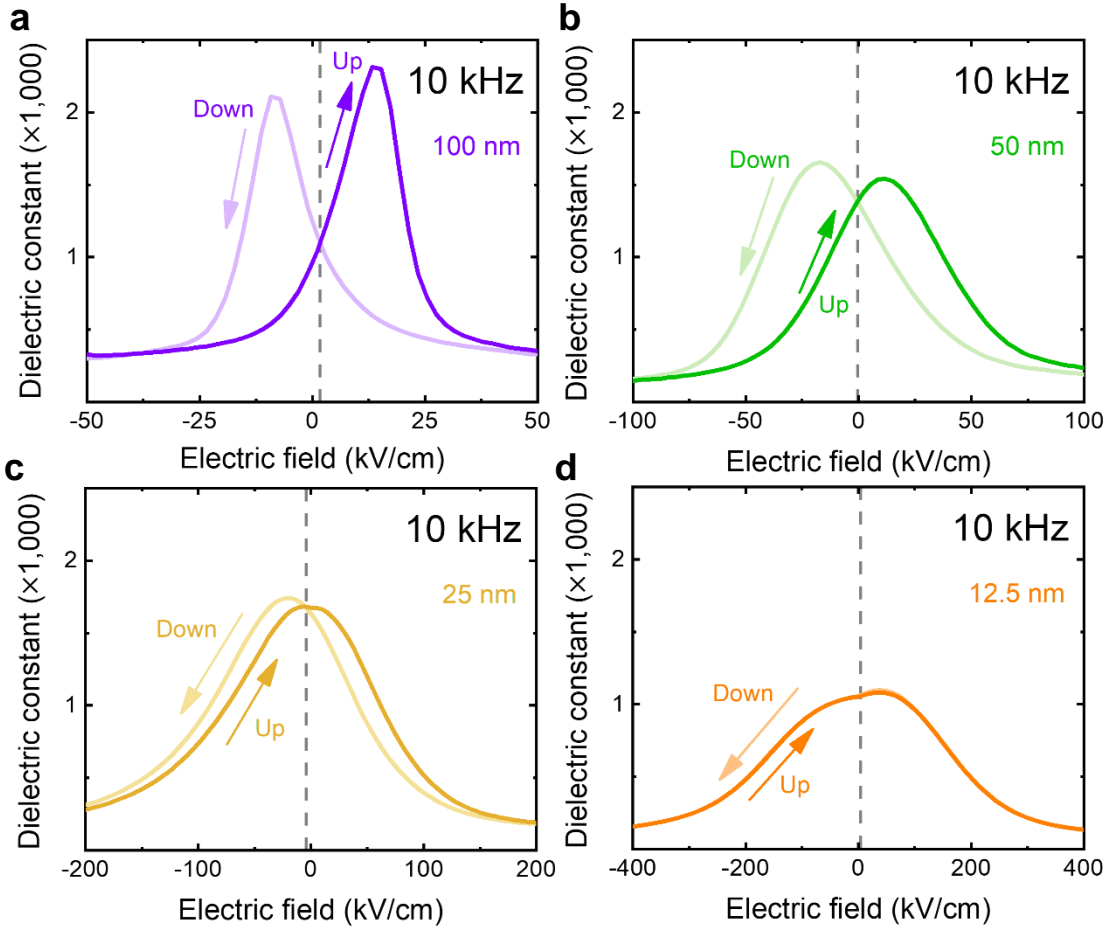 a
Dielectric constant (×1,000)
2
1
Down
Up
10 kHz
100 nm
-50
-25
0
25
50
Electric field (kV/cm)
b
Dielectric constant (×1,000)
2
1
Down
Up
10 kHz
50 nm
-100
-50
0
50
100
Electric field (kV/cm)
c
Dielectric constant (×1,000)
2
1
Down
Up
10 kHz
25 nm
-200
-100
0
100
200
Electric field (kV/cm)
d
Dielectric constant (×1,000)
2
1
Down
Up
10 kHz
12.5 nm
-400
-200
0
200
400
Electric field (kV/cm)